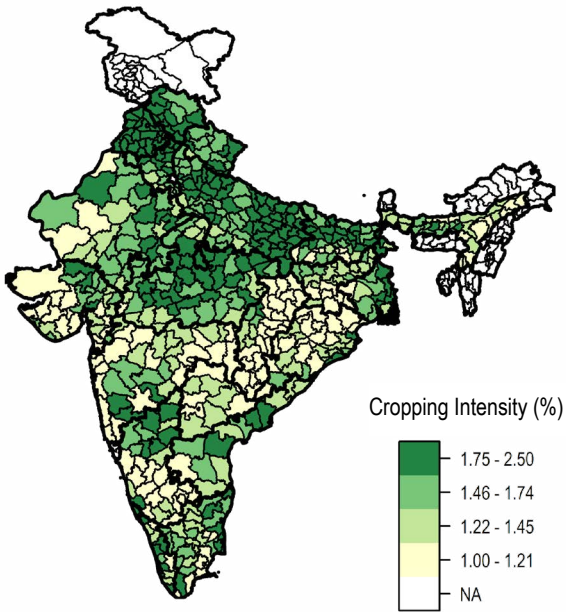 Cropping Intensity (%)
1.75 - 2.50
1.46 - 1.74
1.22 - 1.45
1.00 - 1.21
NA